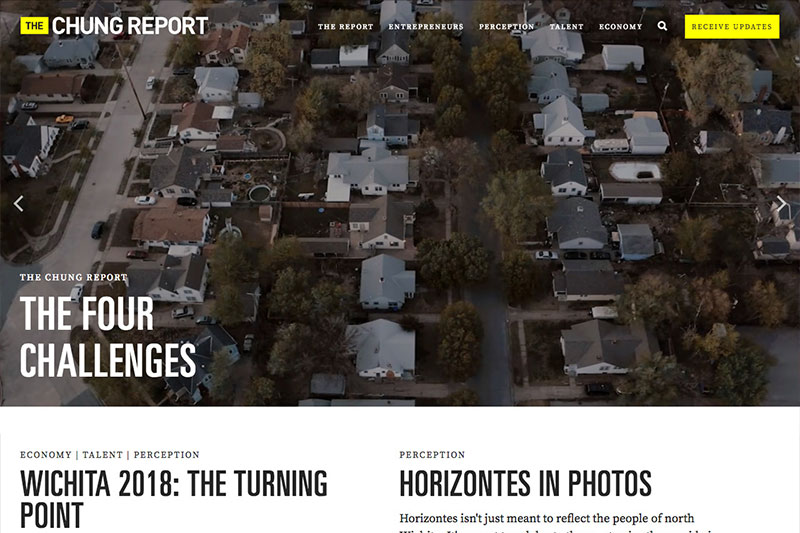 THE CHUNG REPORT
THE REPORT ENTREPRENEURS PERCEPTION TALENT ECONOMY RECEIVE UPDATES
THE CHUNG REPORT
THE FOUR
CHALLENGES
ECONOMY | TALENT | PERCEPTION
WICHITA 2018: THE TURNING
POINT
PERCEPTION
HORIZONTES IN PHOTOS
Horizontes isn't just meant to reflect the people of north